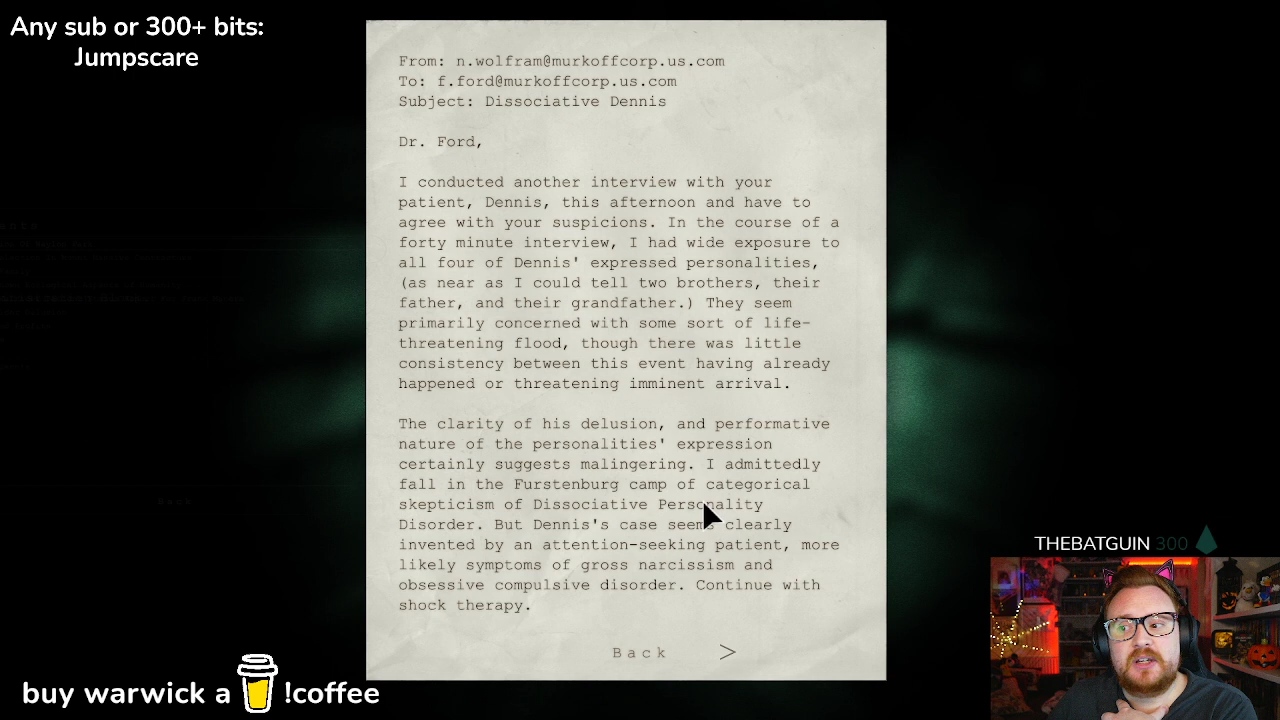 Any sub or 300+ bits:
Jumpscare
From: n.wolfram@murkoffcorp.us.com
To: f.ford@murkoffcorp.us.com
Subject: Dissociative Dennis
Dr. Ford,
I conducted another interview with your
patient, Dennis, this afternoon and have to
agree with your suspicions. In the course of a
forty minute interview, I had wide exposure to
all four of Dennis' expressed personalities,
(as near as I could tell two brothers, their
father, and their grandfather.) They seem
primarily concerned with some sort of life-
threatening flood, though there was little
consistency between this event having already
happened or threatening imminent arrival.
The clarity of his delusion, and performative
nature of the personalities' expression
certainly suggests malingering. I admittedly
fall in the Furstenburg camp of categorical
skepticism of Dissociative Personality
Disorder. But Dennis's case seems clearly
invented by an attention-seeking patient, more
likely symptoms of gross narcissism and
obsessive compulsive disorder. Continue with
shock therapy.
Back >
THEBATGUIN 300
buy warwick a !coffee